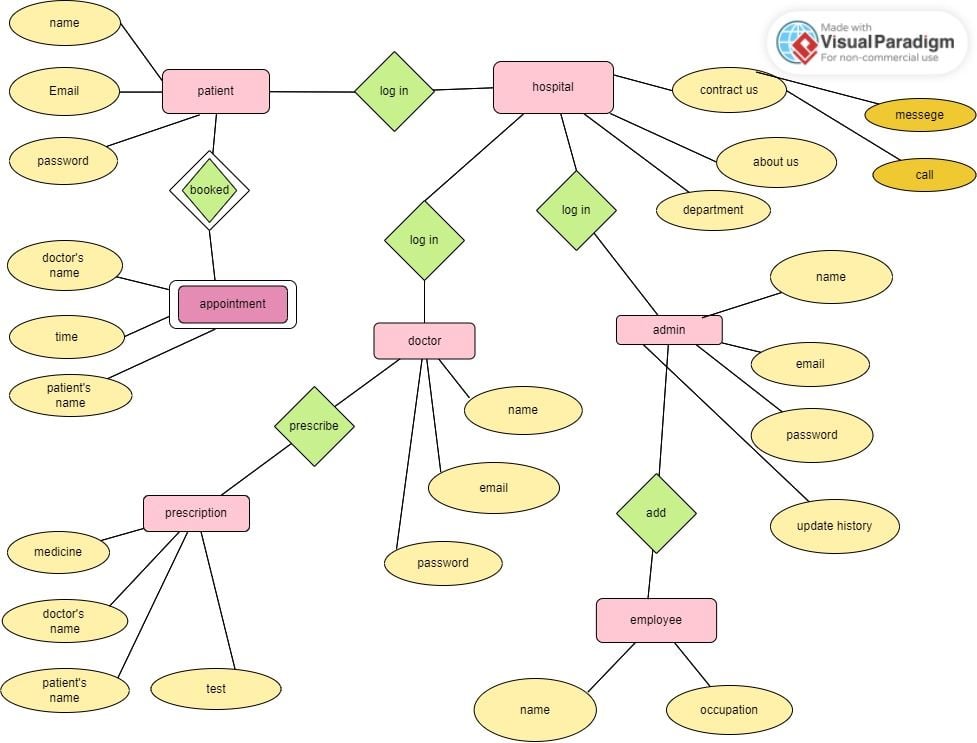 name
Made with
VisualParadigm
For non-commercial use
Email
patient
log in
hospital
contract us
messege
password
about us
call
booked
department
log in
log in
doctor's
name
appointment
name
time
doctor
admin
email
patient's
name
name
prescribe
password
email
prescription
add
update history
medicine
password
doctor's
name
employee
patient's
name
test
name
occupation